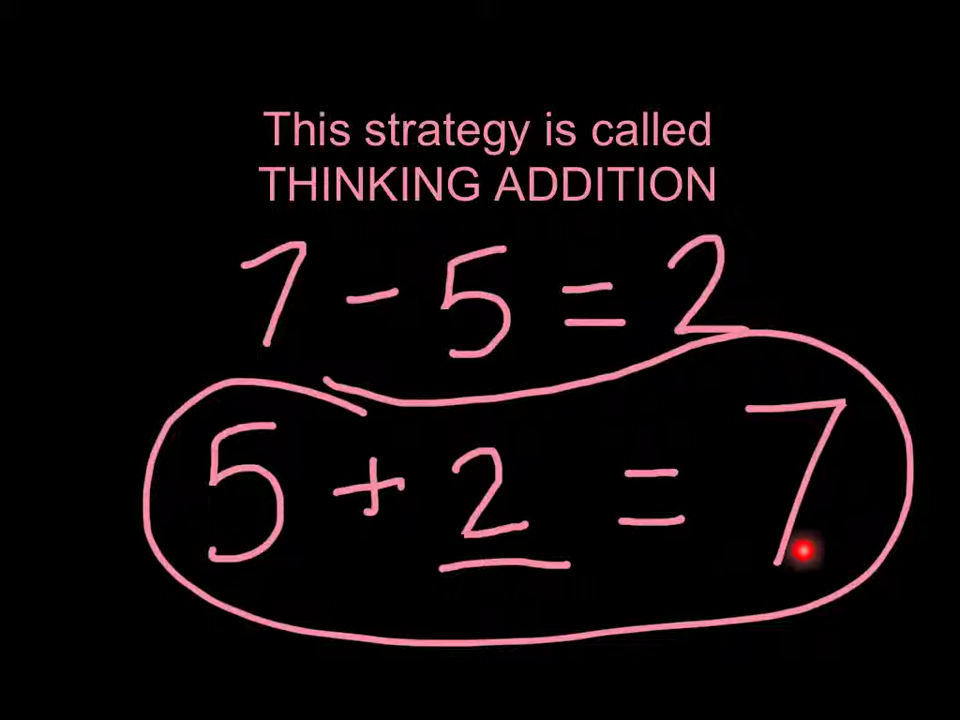 This strategy is called
THINKING ADDITION
7 - 5 = 2
5 + 2 = 7